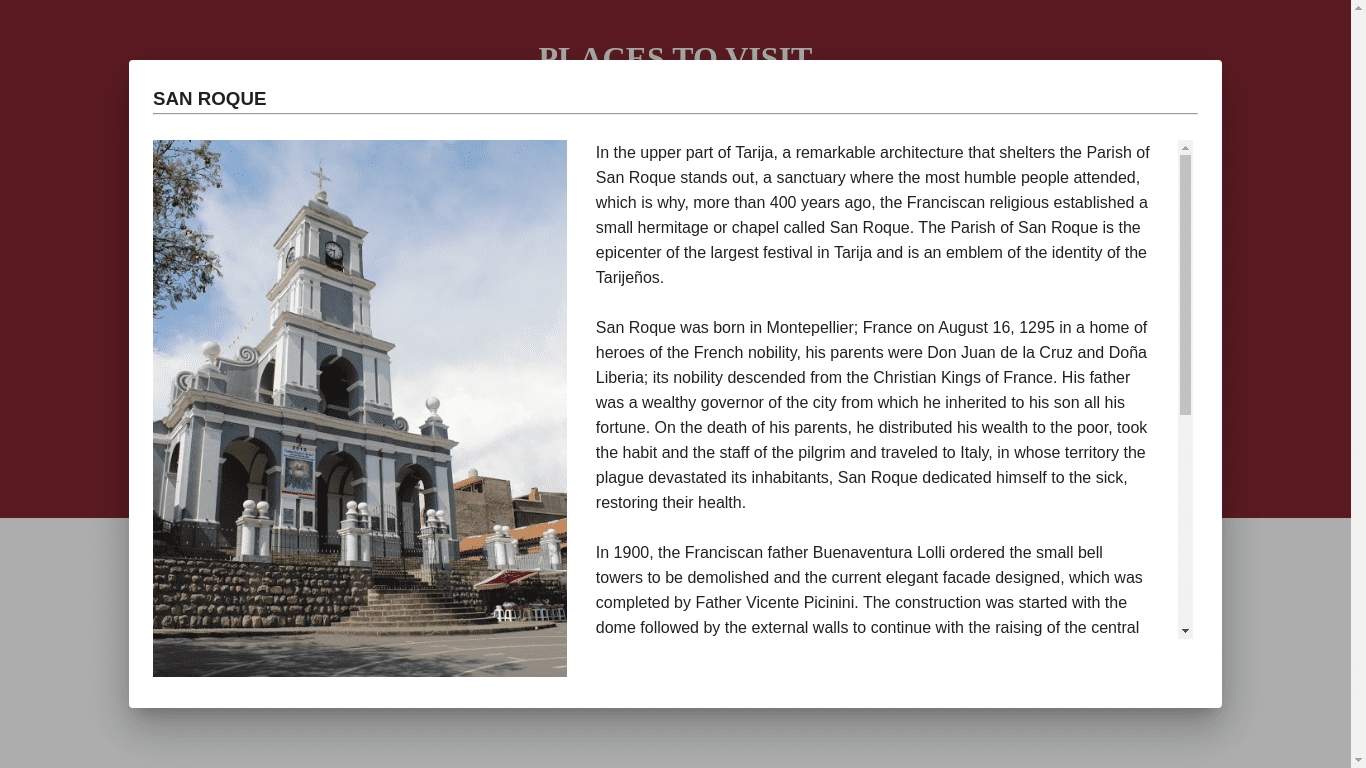 PLACES TO VISIT
SAN ROQUE
In the upper part of Tarija, a remarkable architecture that shelters the Parish of
San Roque stands out, a sanctuary where the most humble people attended,
which is why, more than 400 years ago, the Franciscan religious established a
small hermitage or chapel called San Roque. The Parish of San Roque is the
epicenter of the largest festival in Tarija and is an emblem of the identity of the
Tarijeños.
San Roque was born in Montepellier; France on August 16, 1295 in a home of
heroes of the French nobility, his parents were Don Juan de la Cruz and Doña
Liberia; its nobility descended from the Christian Kings of France. His father
was a wealthy governor of the city from which he inherited to his son all his
fortune. On the death of his parents, he distributed his wealth to the poor, took
the habit and the staff of the pilgrim and traveled to Italy, in whose territory the
plague devastated its inhabitants, San Roque dedicated himself to the sick,
restoring their health.
In 1900, the Franciscan father Buenaventura Lolli ordered the small bell
towers to be demolished and the current elegant facade designed, which was
completed by Father Vicente Picinini. The construction was started with the
dome followed by the external walls to continue with the raising of the central